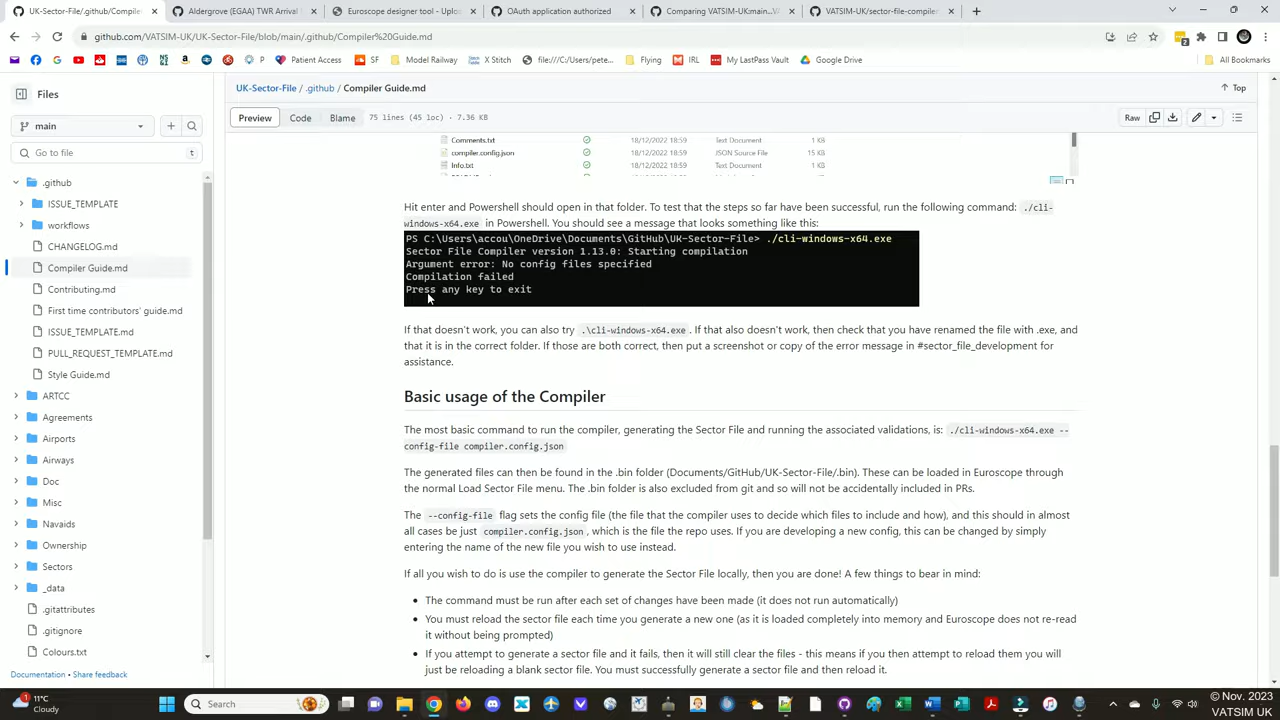 UK-Sector-File/.github/Compil
Aldergrove (EGAA) TWR Arrival
Euroscope designer tool - Uploa
OAuth application authorized
Comparing VATSIM-UK:main...V
VATSIM-UK/sector-file-compiler
github.com/VATSIM-UK/UK-Sector-File/blob/main/.github/Compiler%20Guide.md
P
Patient Access
SF
Model Railway
X Stitch
file:///C:/Users/pete...
Flying
IRL
My LastPass Vault
Google Drive
All Bookmarks
Files
main
Go to file
t
.github
ISSUE_TEMPLATE
workflows
CHANGELOG.md
Compiler Guide.md
Contributing.md
First time contributors' guide.md
ISSUE_TEMPLATE.md
PULL_REQUEST_TEMPLATE.md
Style Guide.md
ARTCC
Agreements
Airports
Airways
Doc
Misc
Navaids
Ownership
Sectors
_data
.gitattributes
.gitignore
Colours.txt
Documentation • Share feedback
UK-Sector-File / .github / Compiler Guide.md
Top
Preview
Code
Blame
75 lines (45 loc) · 7.36 KB
Raw
Comments.txt 18/12/2022 18:59 Text Document 1 KB
compiler.config.json 18/12/2022 18:59 JSON Source File 15 KB
Info.txt 18/12/2022 18:59 Text Document 1 KB
Hit enter and Powershell should open in that folder. To test that the steps so far have been successful, run the following command: ./cli-
windows-x64.exe in Powershell. You should see a message that looks something like this:
PS C:\Users\accou\OneDrive\Documents\GitHub\UK-Sector-File> ./cli-windows-x64.exe
Sector File Compiler version 1.13.0: Starting compilation
Argument error: No config files specified
Compilation failed
Press any key to exit
If that doesn't work, you can also try .\cli-windows-x64.exe . If that also doesn't work, then check that you have renamed the file with .exe, and
that it is in the correct folder. If those are both correct, then put a screenshot or copy of the error message in #sector_file_development for
assistance.
Basic usage of the Compiler
The most basic command to run the compiler, generating the Sector File and running the associated validations, is: ./cli-windows-x64.exe --
config-file compiler.config.json
The generated files can then be found in the .bin folder (Documents/GitHub/UK-Sector-File/.bin). These can be loaded in Euroscope through
the normal Load Sector File menu. The .bin folder is also excluded from git and so will not be accidentally included in PRs.
The --config-file flag sets the config file (the file that the compiler uses to decide which files to include and how), and this should in almost
all cases be just compiler.config.json , which is the file the repo uses. If you are developing a new config, this can be changed by simply
entering the name of the new file you wish to use instead.
If all you wish to do is use the compiler to generate the Sector File locally, then you are done! A few things to bear in mind:
• The command must be run after each set of changes have been made (it does not run automatically)
• You must reload the sector file each time you generate a new one (as it is loaded completely into memory and Euroscope does not re-read
it without being prompted)
• If you attempt to generate a sector file and it fails, then it will still clear the files - this means if you then attempt to reload them you will
just be reloading a blank sector file. You must successfully generate a sector file and then reload it.
11°C
Cloudy
Search
© Nov. 2023
VATSIM UK